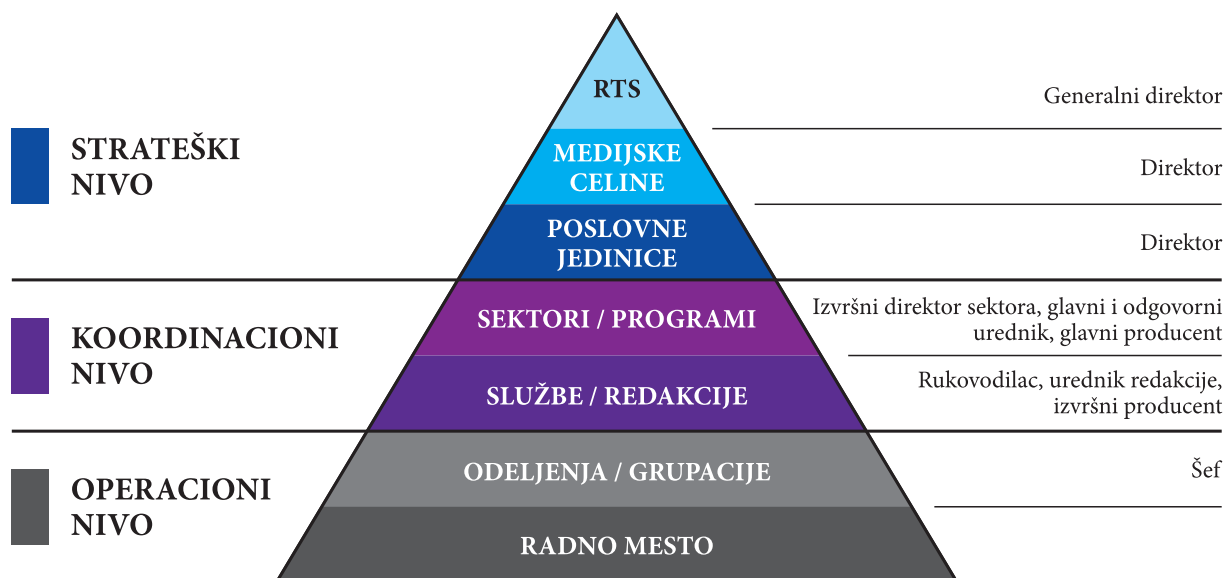 RTS
Generalni direktor
STRATEŠKI
NIVO
MEDIJSKE
CELINE
Direktor
POSLOVNE
JEDINICE
Direktor
KOORDINACIONI
NIVO
SEKTORI / PROGRAMI
Izvršni direktor sektora, glavni i odgovorni
urednik, glavni producent
SLUŽBE / REDAKCIJE
Rukovodilac, urednik redakcije,
izvršni producent
OPERACIONI
NIVO
ODELJENJA / GRUPACIJE
Šef
RADNO MESTO